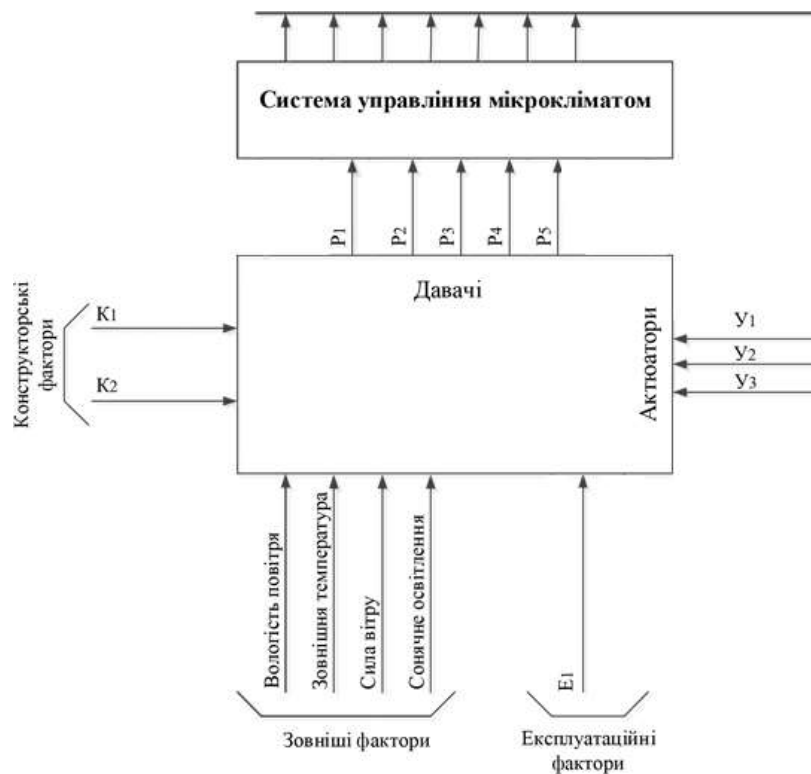 Система управління мікрокліматом
P1
P2
P3
P4
P5
Давачі
K1
K2
Конструкторські
фактори
Актюатори
У1
У2
У3
Вологість повітря
Зовнішня температура
Сила вітру
Сонячне освітлення
E1
Зовніші фактори
Експлуатаційні
фактори